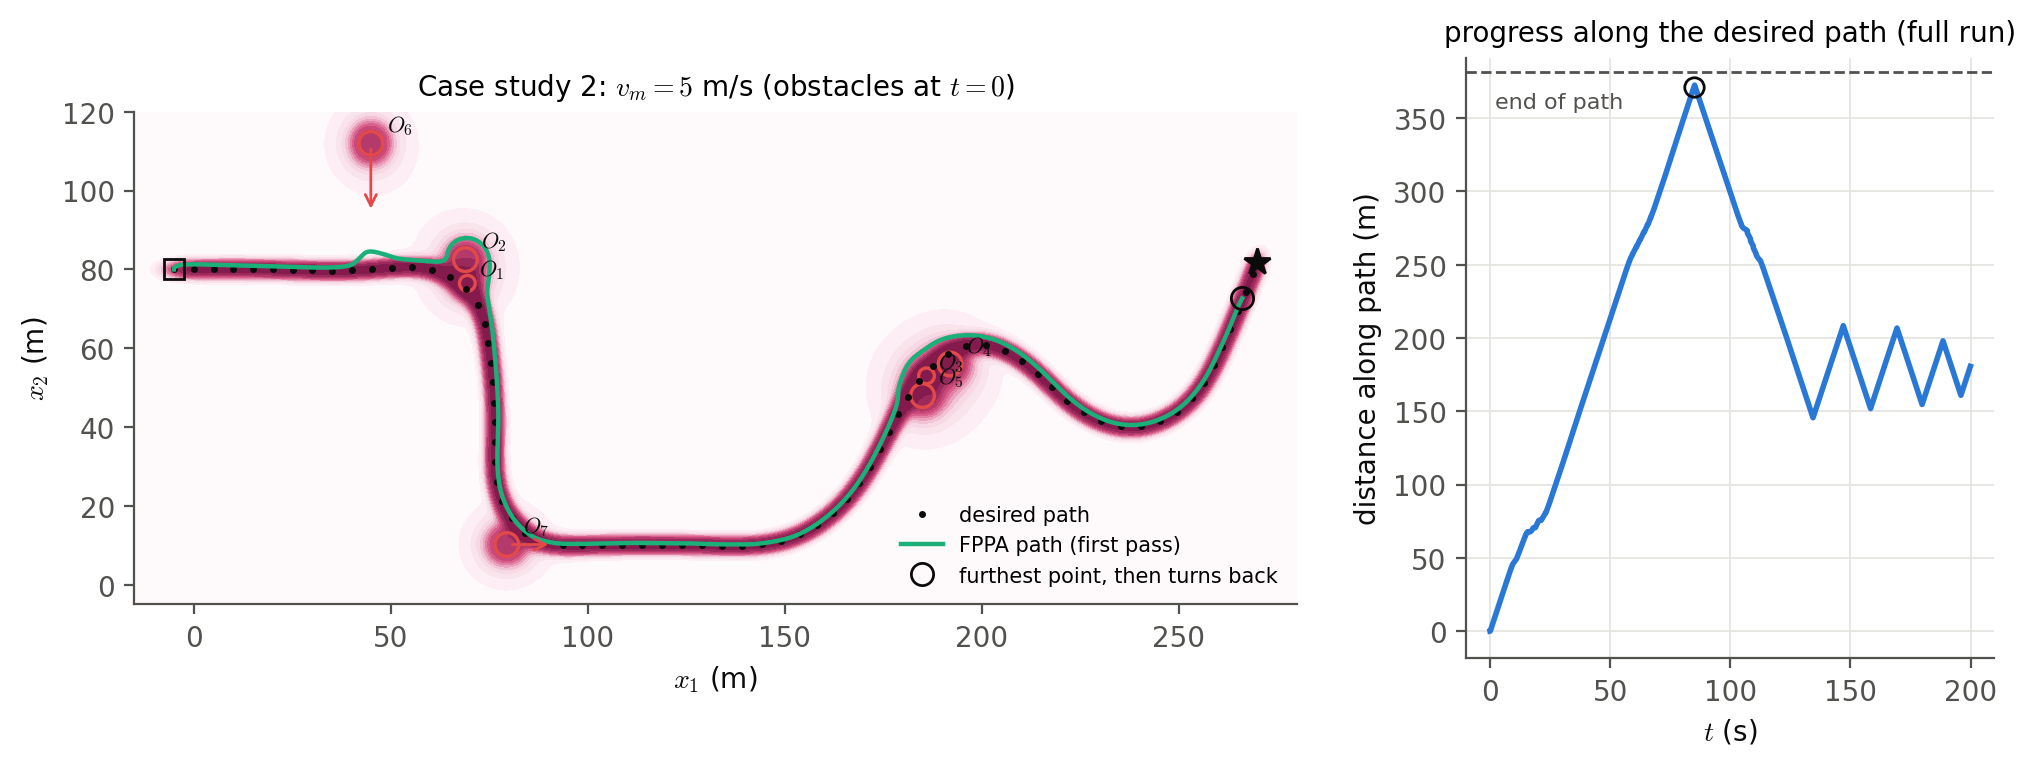 Case study 2: $v_m = 5$ m/s (obstacles at $t = 0$)
120
100
80
60
40
20
0
$x_2$ (m)
$O_6$
$O_2$
$O_1$
$O_4$
$O_3$
$O_5$
$O_7$
desired path
FPPA path (first pass)
furthest point, then turns back
0 50 100 150 200 250
$x_1$ (m)
progress along the desired path (full run)
end of path
350
300
250
200
150
100
50
0
distance along path (m)
0 50 100 150 200
$t$ (s)